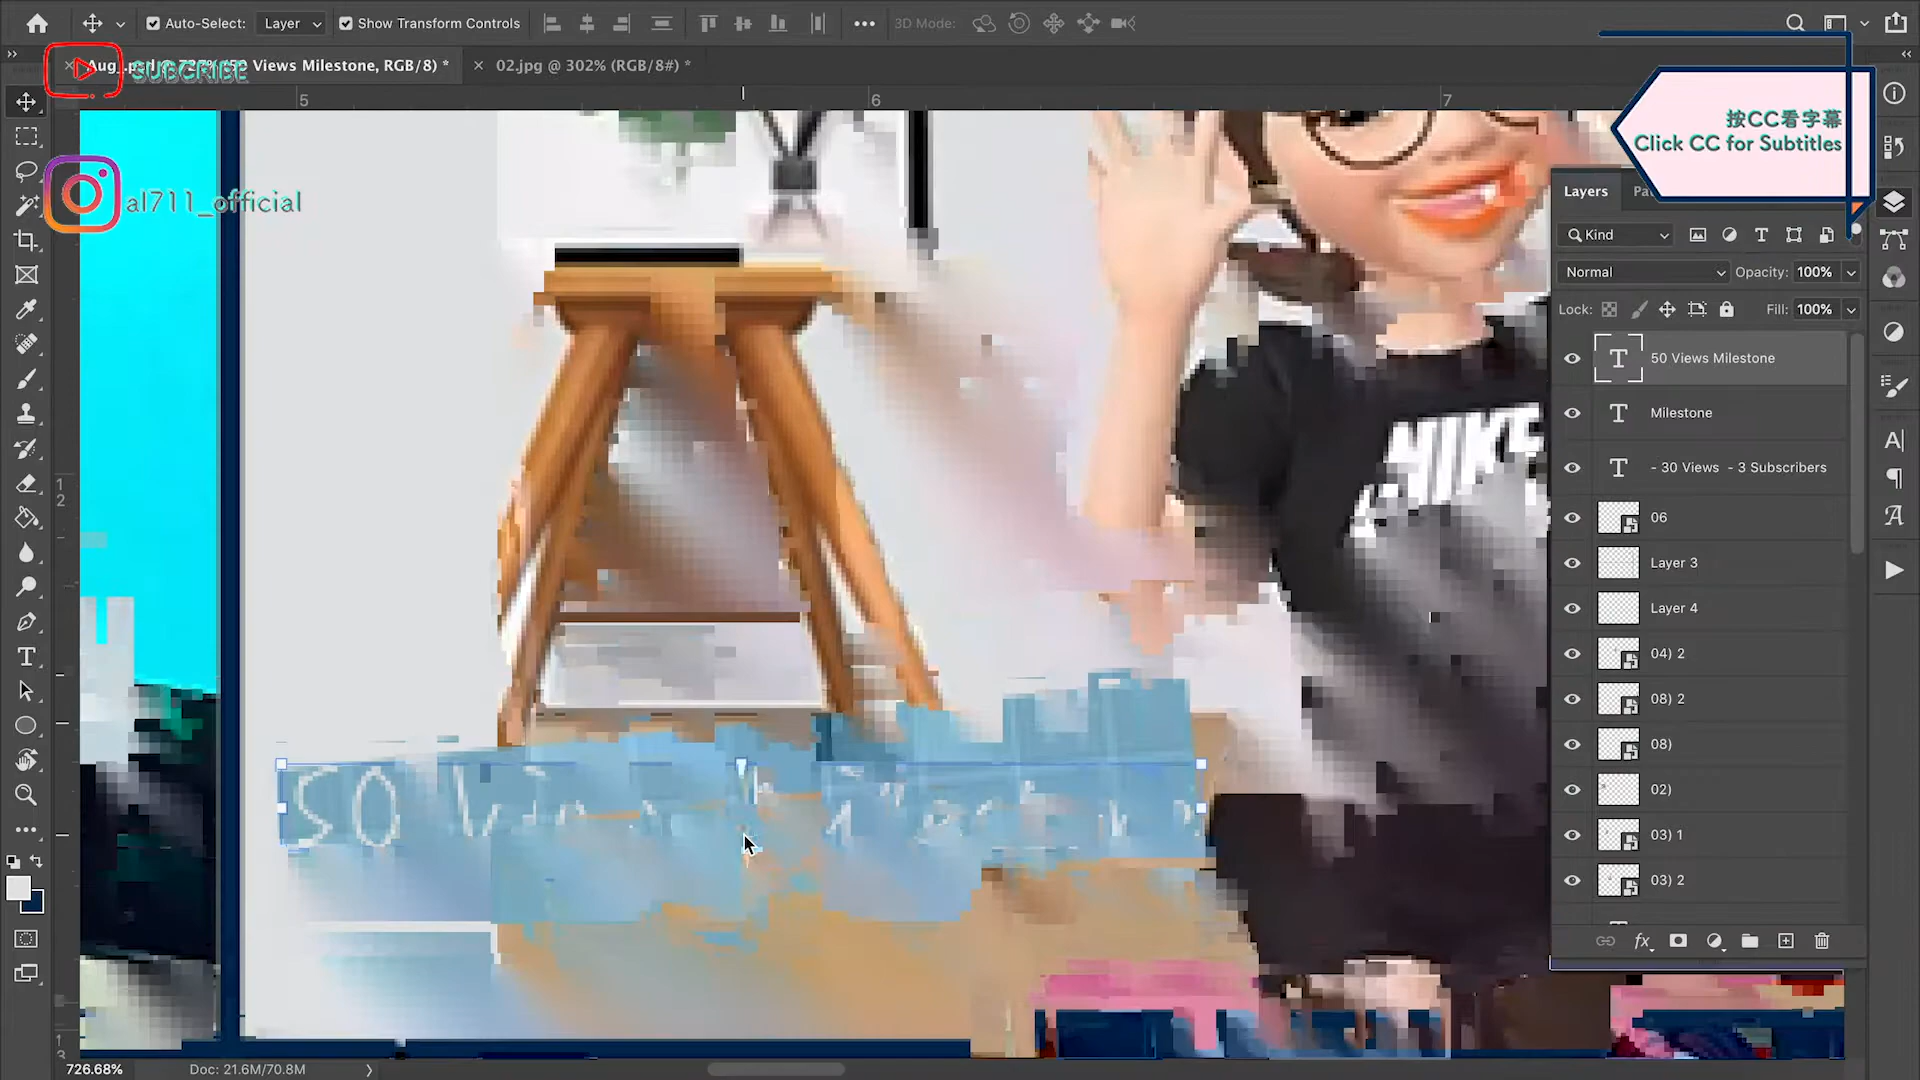 Auto-Select: Layer Show Transform Controls 3D Mode:
SUBSCRIBE
50 Views Milestone, RGB/8) *
02.jpg @ 302% (RGB/8#) *
5 6 7
按CC看字幕
Click CC for Subtitles
al711_official
NIKE
Layers
Kind
Normal Opacity: 100%
Lock: Fill: 100%
50 Views Milestone
Milestone
- 30 Views - 3 Subscribers
06
Layer 3
Layer 4
04) 2
08) 2
08)
02)
03) 1
03) 2
726.68% Doc: 21.6M/70.8M